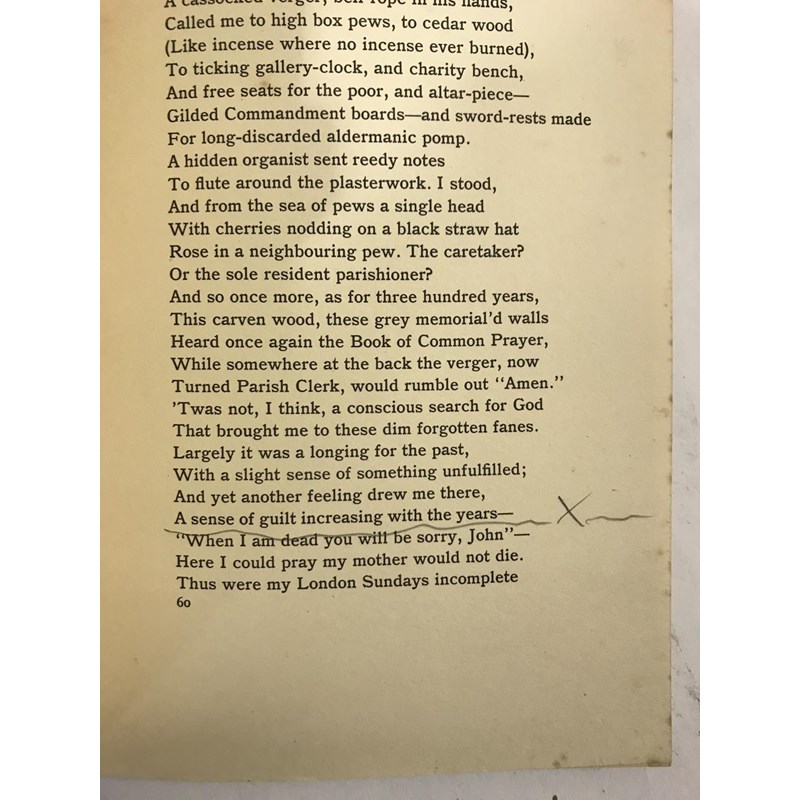 A cassocked verger, bell-rope in his hands,
Called me to high box pews, to cedar wood
(Like incense where no incense ever burned),
To ticking gallery-clock, and charity bench,
And free seats for the poor, and altar-piece—
Gilded Commandment boards—and sword-rests made
For long-discarded aldermanic pomp.
A hidden organist sent reedy notes
To flute around the plasterwork. I stood,
And from the sea of pews a single head
With cherries nodding on a black straw hat
Rose in a neighbouring pew. The caretaker?
Or the sole resident parishioner?
And so once more, as for three hundred years,
This carven wood, these grey memorial'd walls
Heard once again the Book of Common Prayer,
While somewhere at the back the verger, now
Turned Parish Clerk, would rumble out “Amen.”
'Twas not, I think, a conscious search for God
That brought me to these dim forgotten fanes.
Largely it was a longing for the past,
With a slight sense of something unfulfilled;
And yet another feeling drew me there,
A sense of guilt increasing with the years—
X
“When I am dead you will be sorry, John”—
Here I could pray my mother would not die.
Thus were my London Sundays incomplete
60